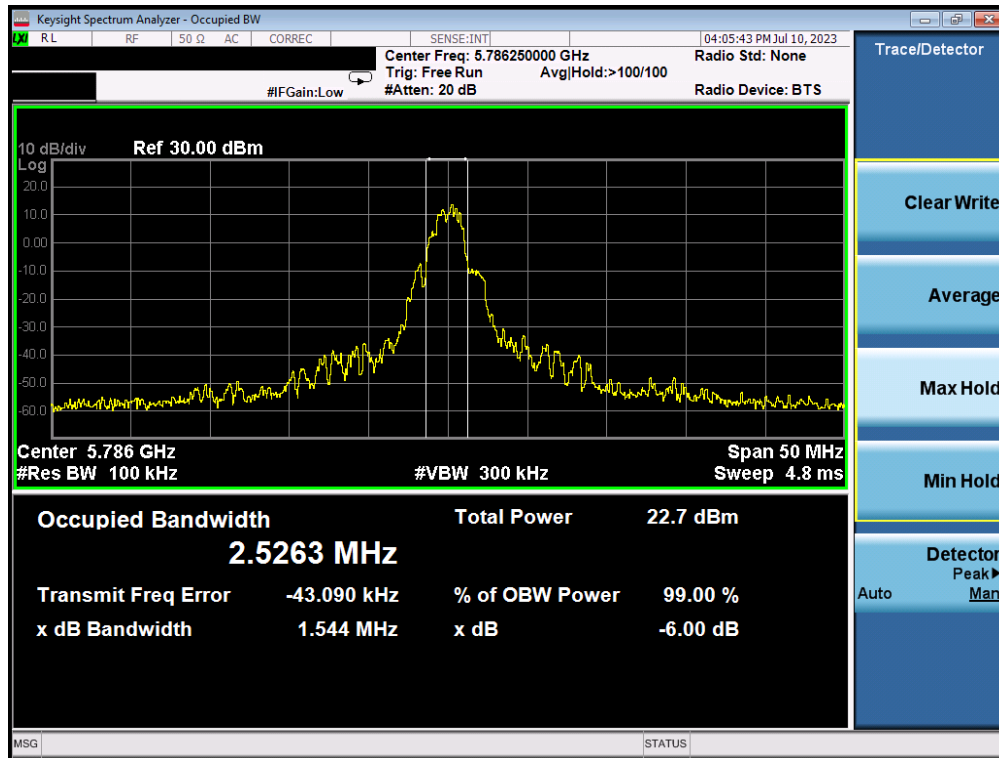 Keysight Spectrum Analyzer - Occupied BW
LXI RL RF 50 Ω AC CORREC SENSE:INT 04:05:43 PM Jul 10, 2023
Center Freq: 5.786250000 GHz Radio Std: None
Trig: Free Run Avg|Hold:>100/100
#IFGain:Low #Atten: 20 dB Radio Device: BTS
10 dB/div Ref 30.00 dBm
Log
20.0
10.0
0.00
-10.0
-20.0
-30.0
-40.0
-50.0
-60.0
Center 5.786 GHz Span 50 MHz
#Res BW 100 kHz #VBW 300 kHz Sweep 4.8 ms
Occupied Bandwidth Total Power 22.7 dBm
2.5263 MHz
Transmit Freq Error -43.090 kHz % of OBW Power 99.00 %
x dB Bandwidth 1.544 MHz x dB -6.00 dB
MSG STATUS
Trace/Detector
Clear Write
Average
Max Hold
Min Hold
Detector
Peak▶
Auto Man